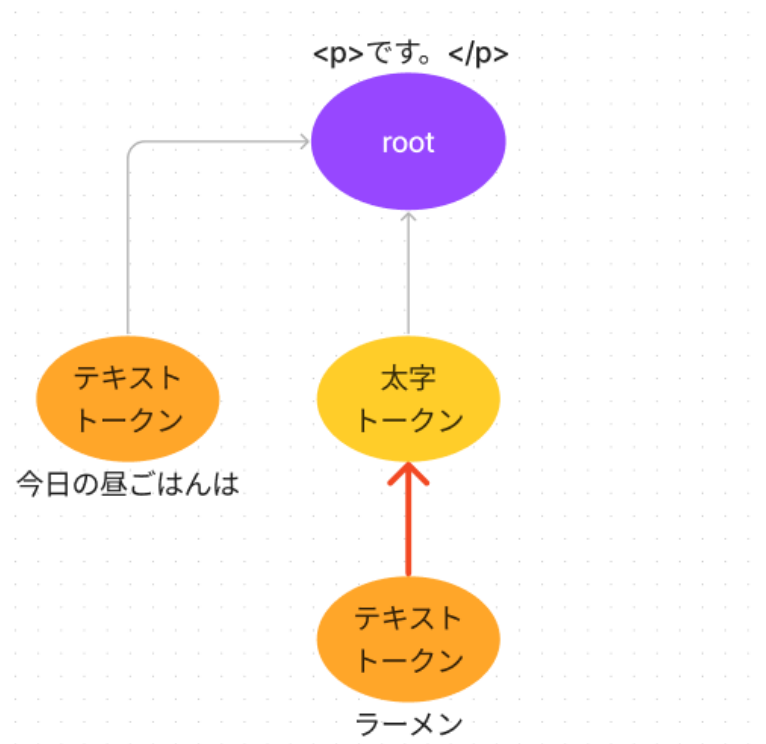 <p>です。</p>
root
テキスト
トークン
今日の昼ごはんは
太字
トークン
テキスト
トークン
ラーメン